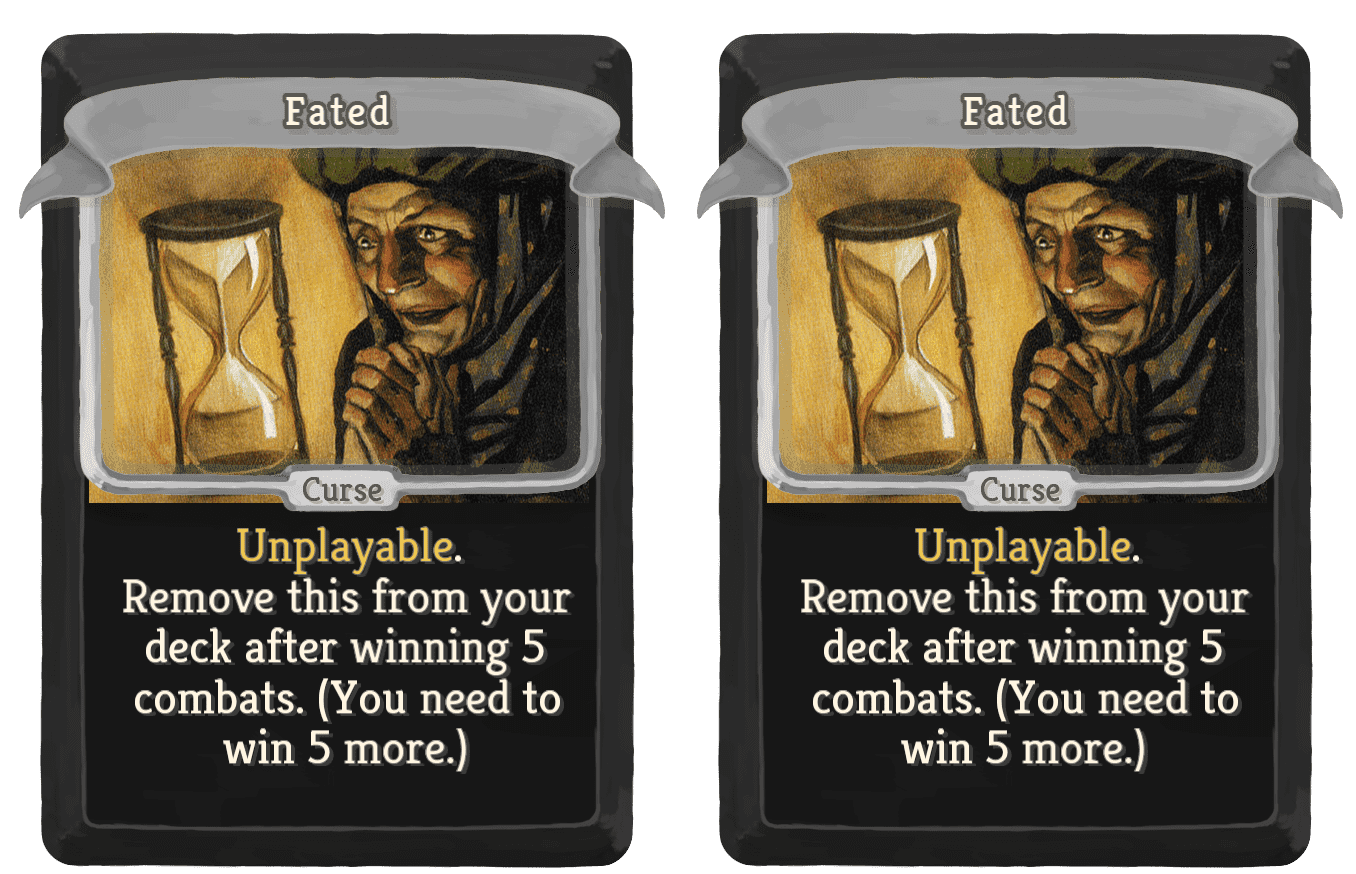 Fated
Curse
Unplayable.
Remove this from your
deck after winning 5
combats. (You need to
win 5 more.)
Fated
Curse
Unplayable.
Remove this from your
deck after winning 5
combats. (You need to
win 5 more.)